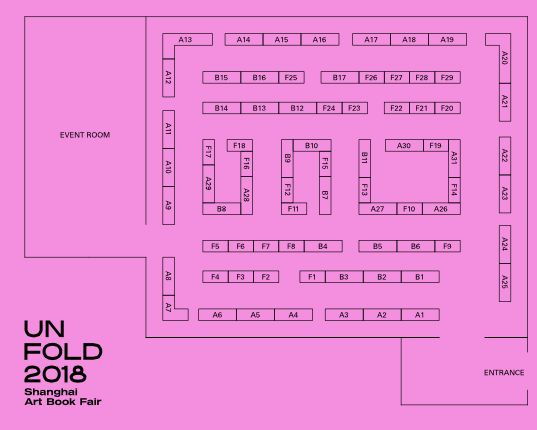 A13 A14 A15 A16 A17 A18 A19
A20
A12
B15 B16 F25 B17 F26 F27 F28 F29
A21
B14 B13 B12 F24 F23 F22 F21 F20
A11
EVENT ROOM
F17 F18 B9 B10 B11 A30 F19
A22
A10
F16 F15 A31
A29 A28 F12 B7 F13 F14
A23
A9
B8 F11 A27 F10 A26
F5 F6 F7 F8 B4 B5 B6 F9
A24
A8
F4 F3 F2 F1 B3 B2 B1
A25
A7
A6 A5 A4 A3 A2 A1
UN
FOLD
2018
Shanghai
Art Book Fair
ENTRANCE